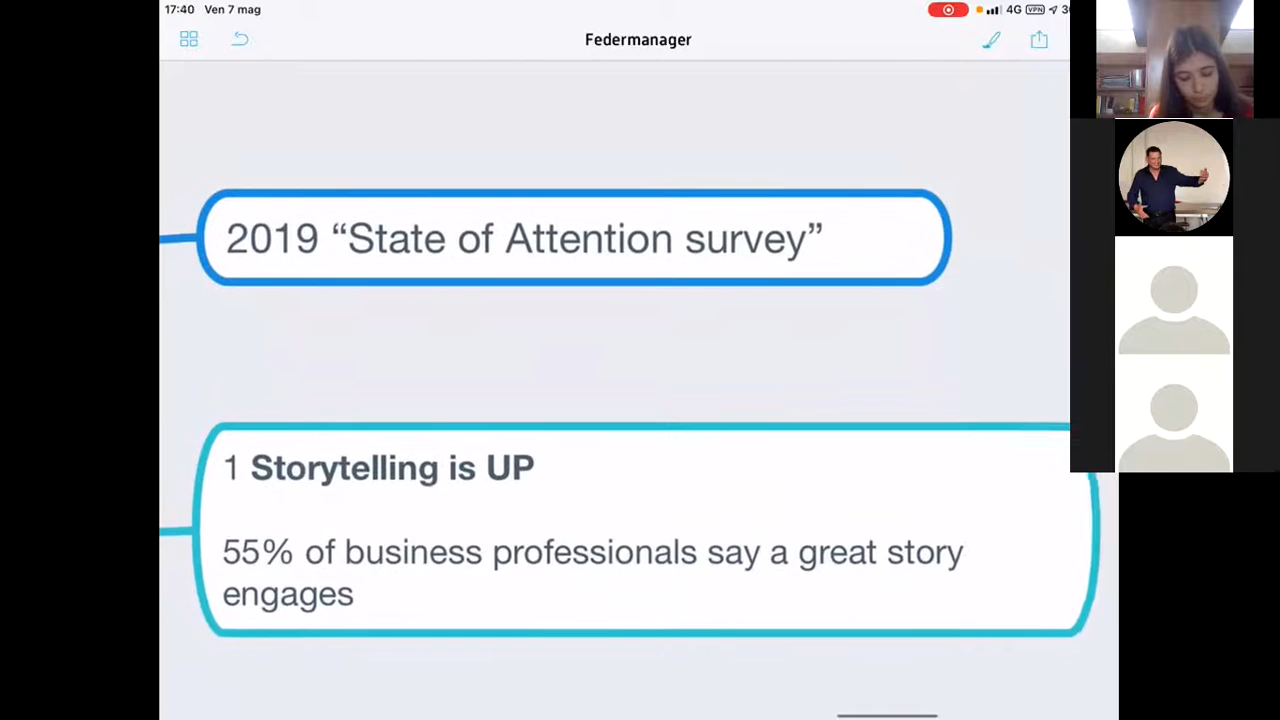 17:40 Ven 7 mag
4G VPN
Federmanager
2019 “State of Attention survey”
1 Storytelling is UP
55% of business professionals say a great story
engages